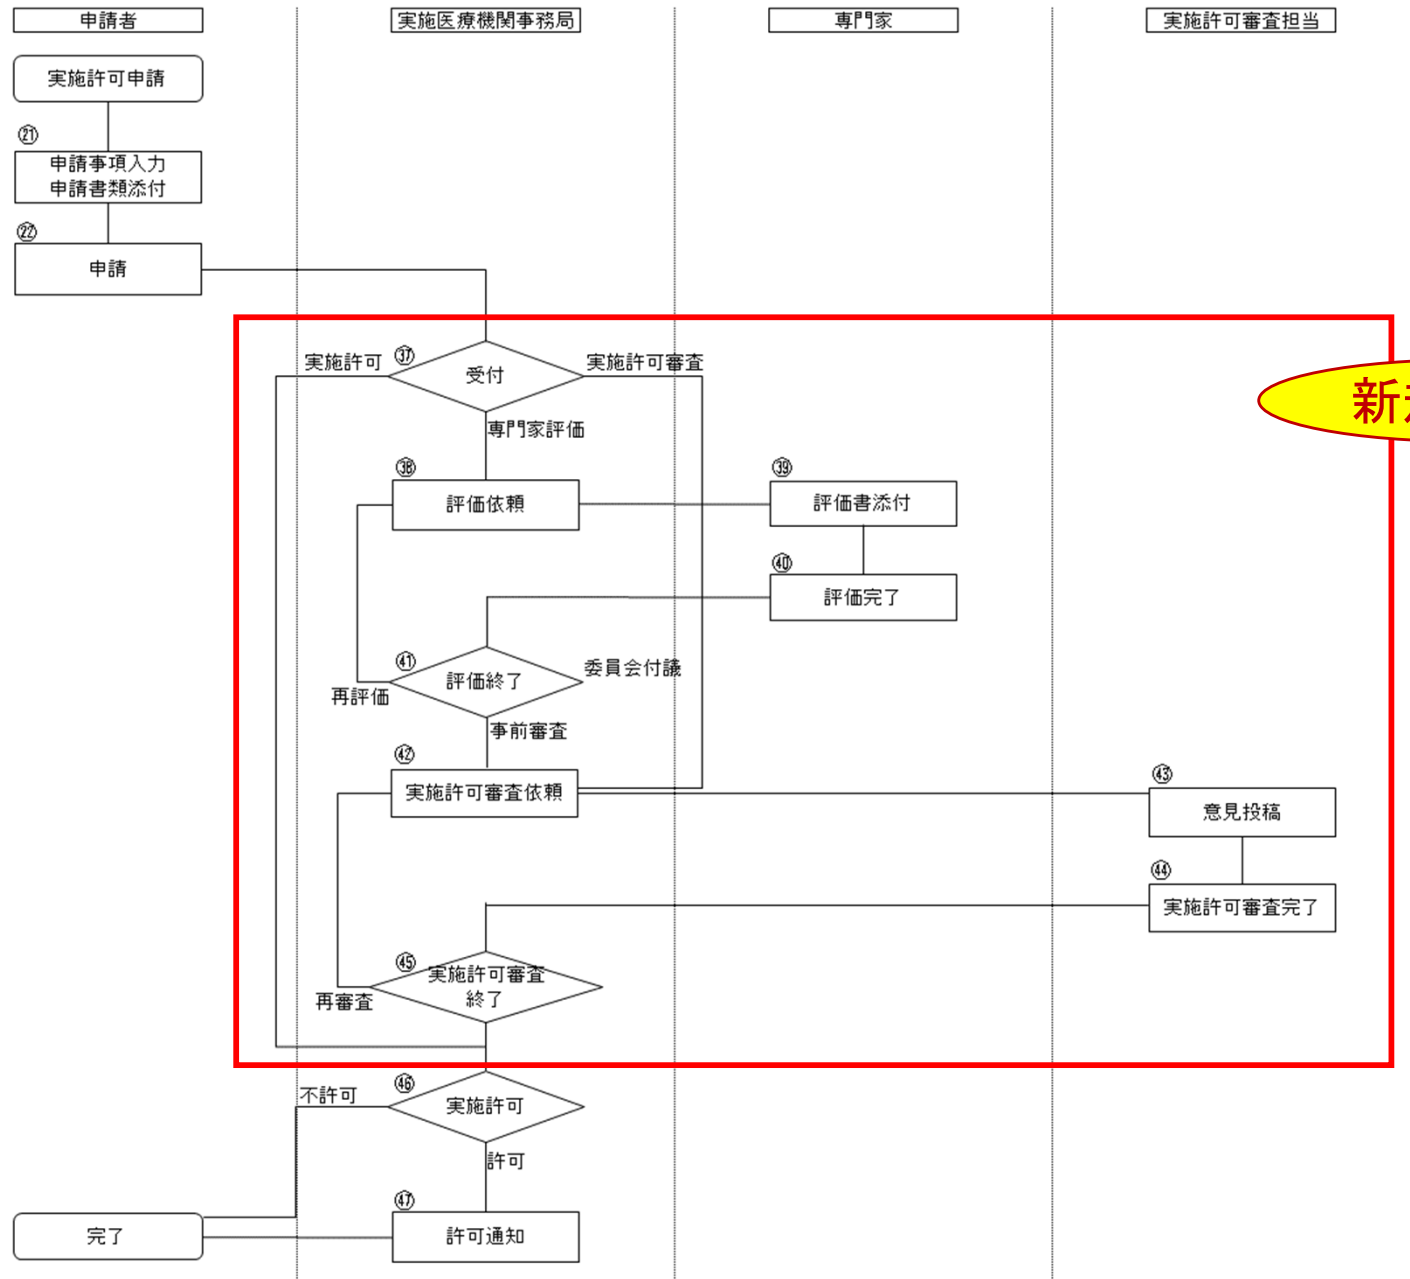 申請者
実施医療機関事務局
専門家
実施許可審査担当
実施許可申請
㉑
申請事項入力
申請書類添付
㉒
申請
実施許可
㊲
受付
実施許可審査
新
専門家評価
㊳
評価依頼
㊴
評価書添付
㊵
評価完了
㊶
評価終了
委員会付議
再評価
事前審査
㊷
実施許可審査依頼
㊸
意見投稿
㊹
実施許可審査完了
㊺
実施許可審査
終了
再審査
㊻
不許可
実施許可
許可
㊼
許可通知
完了